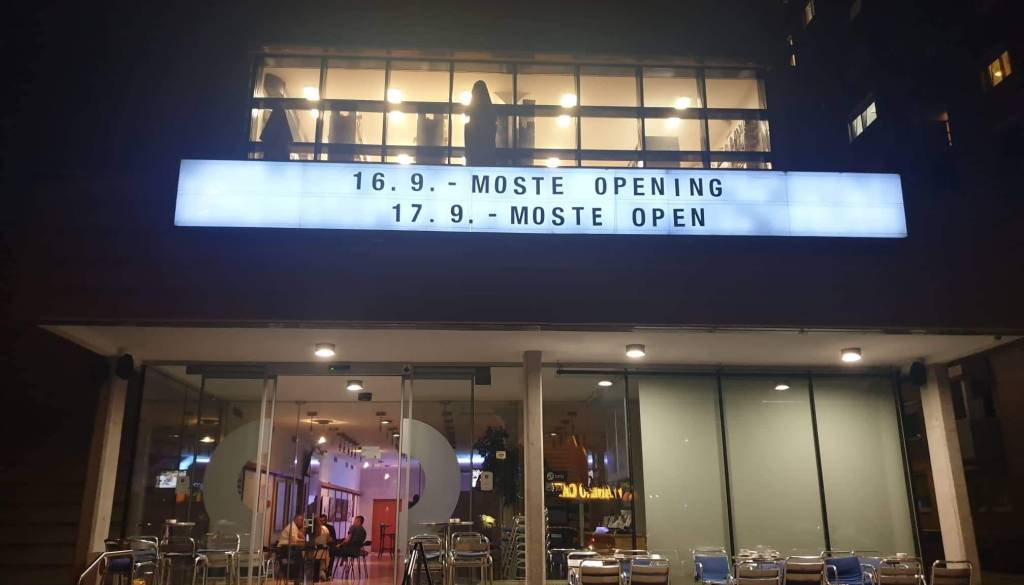 16. 9. - MOSTE OPENING
17. 9. - MOSTE OPEN